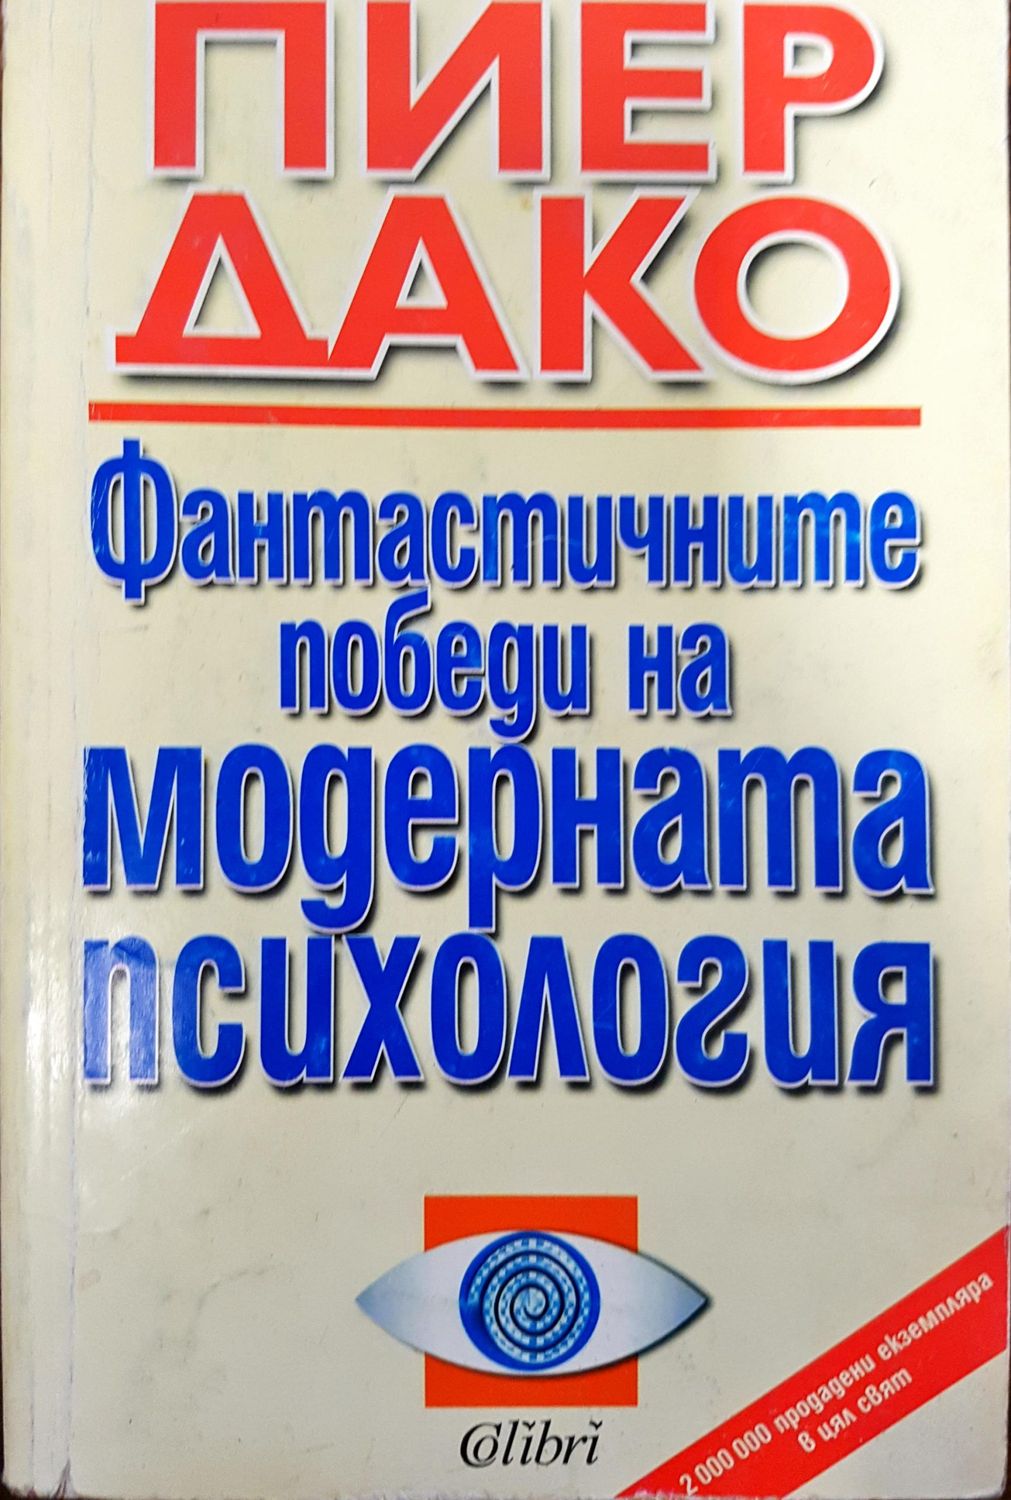 ПИЕР
ДАКО
Фантастичните
победи на
модерната
психология
Colibri
2 000 000 продадени екземпляра
в цял свят